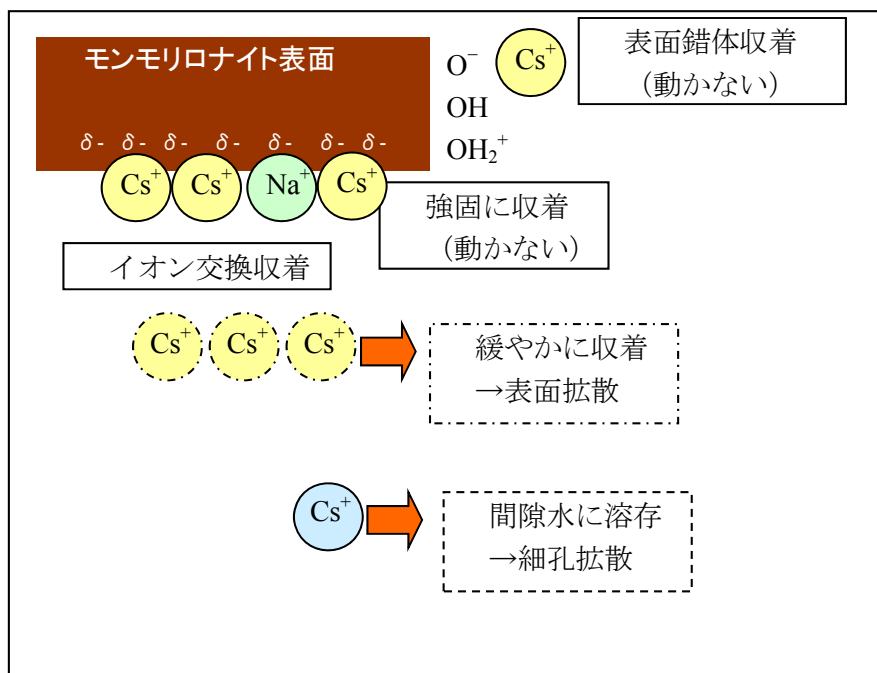 モンモリロナイト表面
O⁻
Cs⁺
表面錯体収着
（動かない）
OH
OH₂⁺
δ- δ- δ- δ- δ- δ- δ-
Cs⁺ Cs⁺ Na⁺ Cs⁺
強固に収着
（動かない）
イオン交換収着
Cs⁺ Cs⁺ Cs⁺
緩やかに収着
→表面拡散
Cs⁺
間隙水に溶存
→細孔拡散